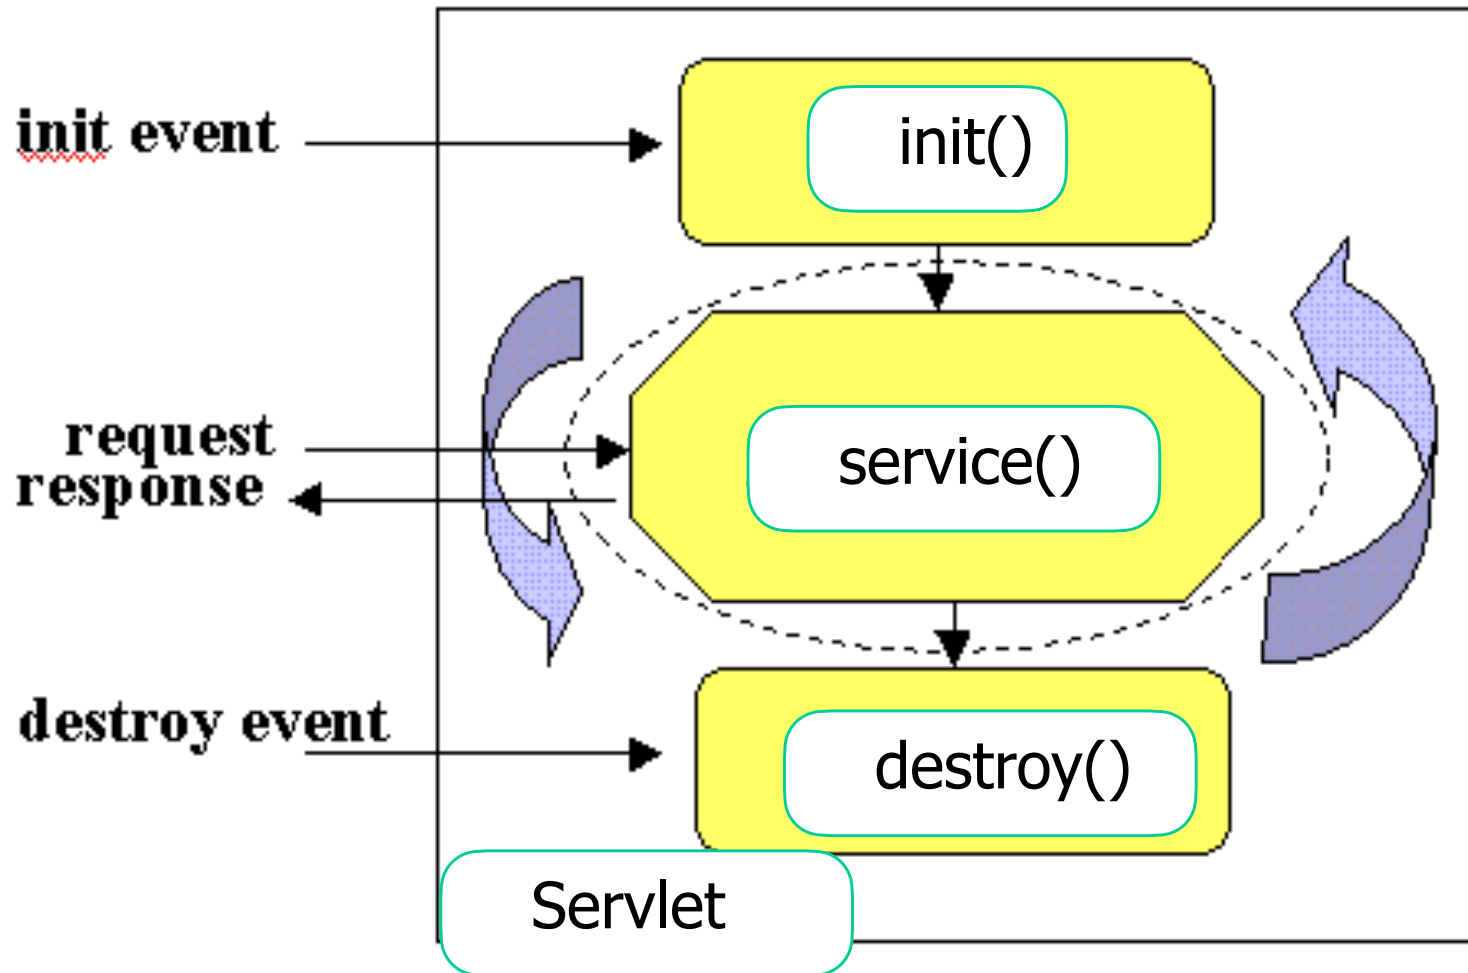 init event
init()
request
response
service()
destroy event
destroy()
Servlet